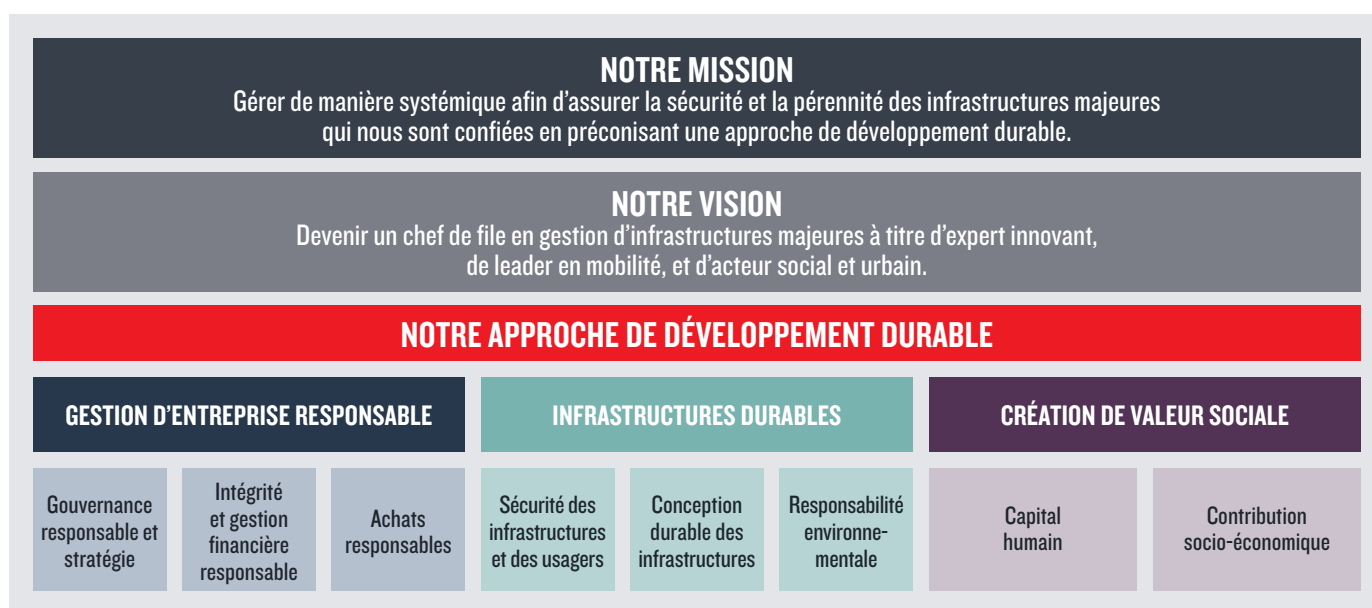 NOTRE MISSION
Gérer de manière systémique afin d’assurer la sécurité et la pérennité des infrastructures majeures
qui nous sont confiées en préconisant une approche de développement durable.
NOTRE VISION
Devenir un chef de file en gestion d’infrastructures majeures à titre d’expert innovant,
de leader en mobilité, et d’acteur social et urbain.
NOTRE APPROCHE DE DÉVELOPPEMENT DURABLE
GESTION D’ENTREPRISE RESPONSABLE
Gouvernance
responsable et
stratégie
Intégrité
et gestion
financière
responsable
Achats
responsables
INFRASTRUCTURES DURABLES
Sécurité des
infrastructures
et des usagers
Conception
durable des
infrastructures
Responsabilité
environne-
mentale
CRÉATION DE VALEUR SOCIALE
Capital
humain
Contribution
socio-économique